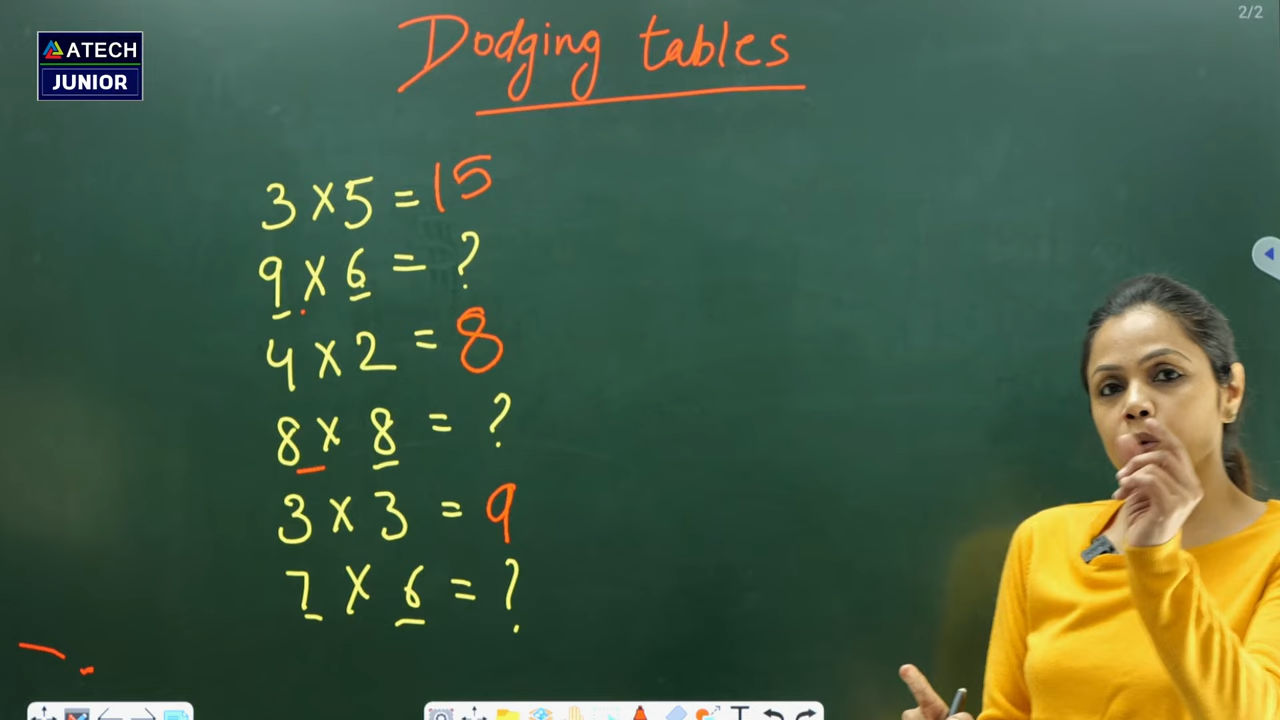 2/2
ATECH
JUNIOR
Dodging tables
3 X 5 = 15
9 X 6 = ?
4 X 2 = 8
8 X 8 = ?
3 X 3 = 9
7 X 6 = ?
T